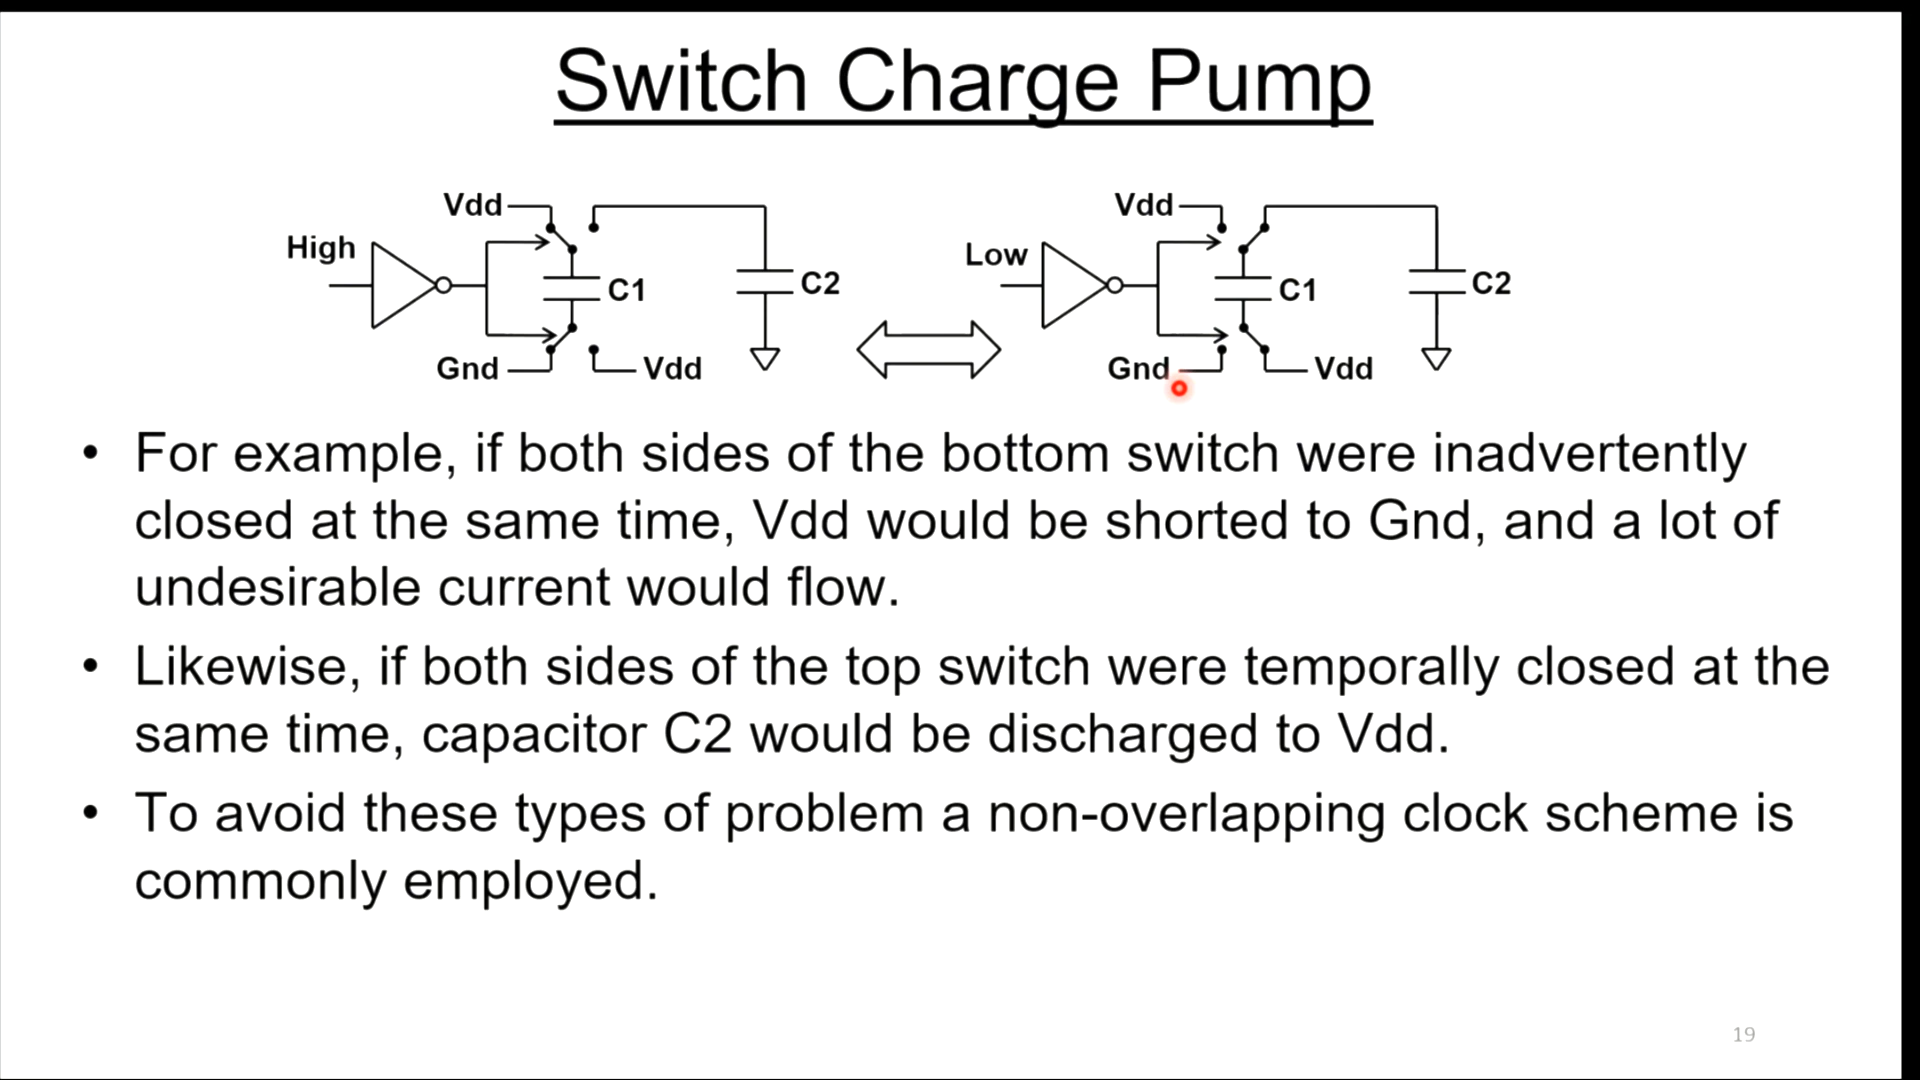 Switch Charge Pump
Vdd
High
C1
C2
Gnd
Vdd
Vdd
Low
C1
C2
Gnd
Vdd
• For example, if both sides of the bottom switch were inadvertently
closed at the same time, Vdd would be shorted to Gnd, and a lot of
undesirable current would flow.
• Likewise, if both sides of the top switch were temporally closed at the
same time, capacitor C2 would be discharged to Vdd.
• To avoid these types of problem a non-overlapping clock scheme is
commonly employed.
19